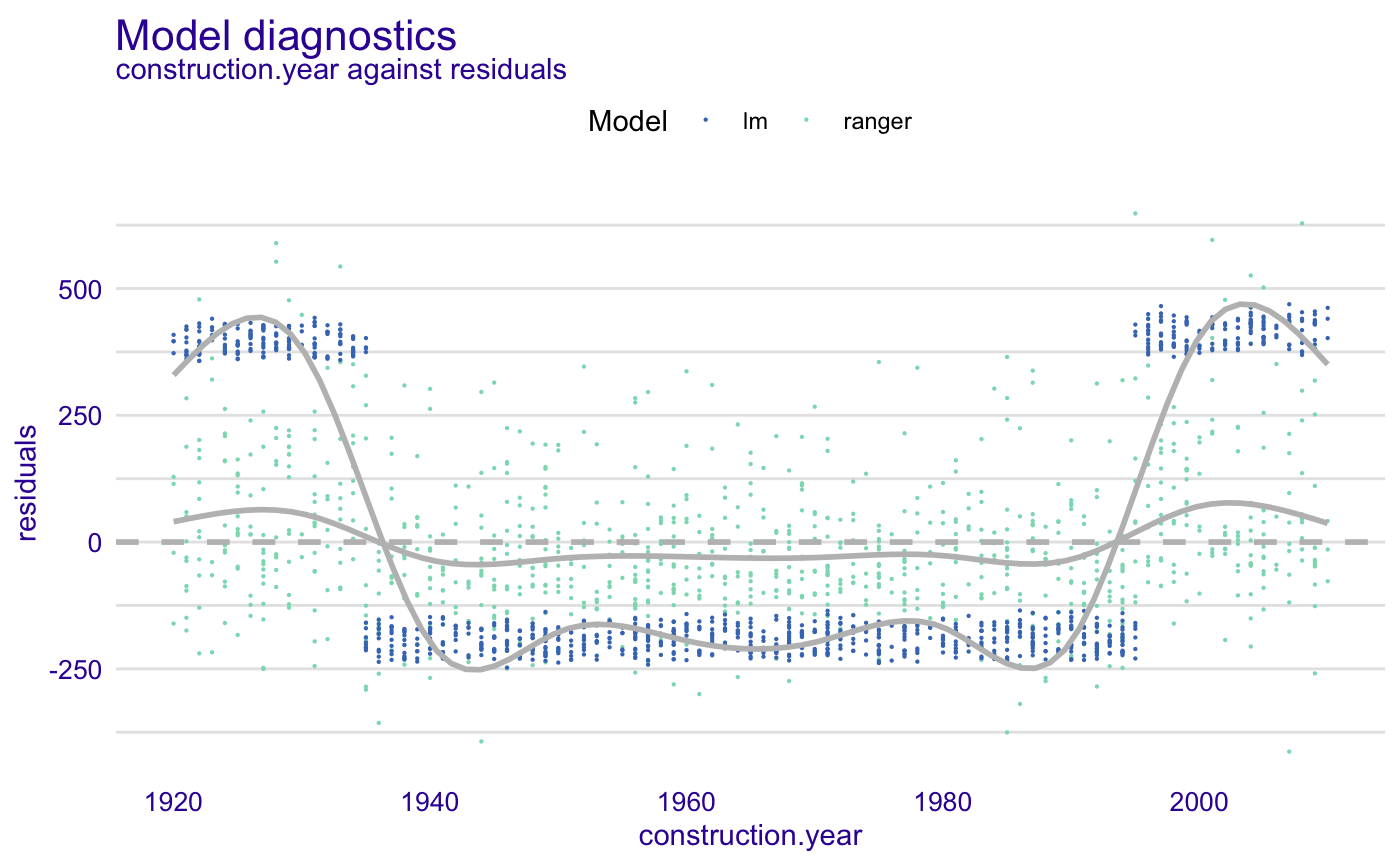 Model diagnostics
construction.year against residuals
Model lm ranger
residuals
500
250
0
-250
1920 1940 1960 1980 2000
construction.year